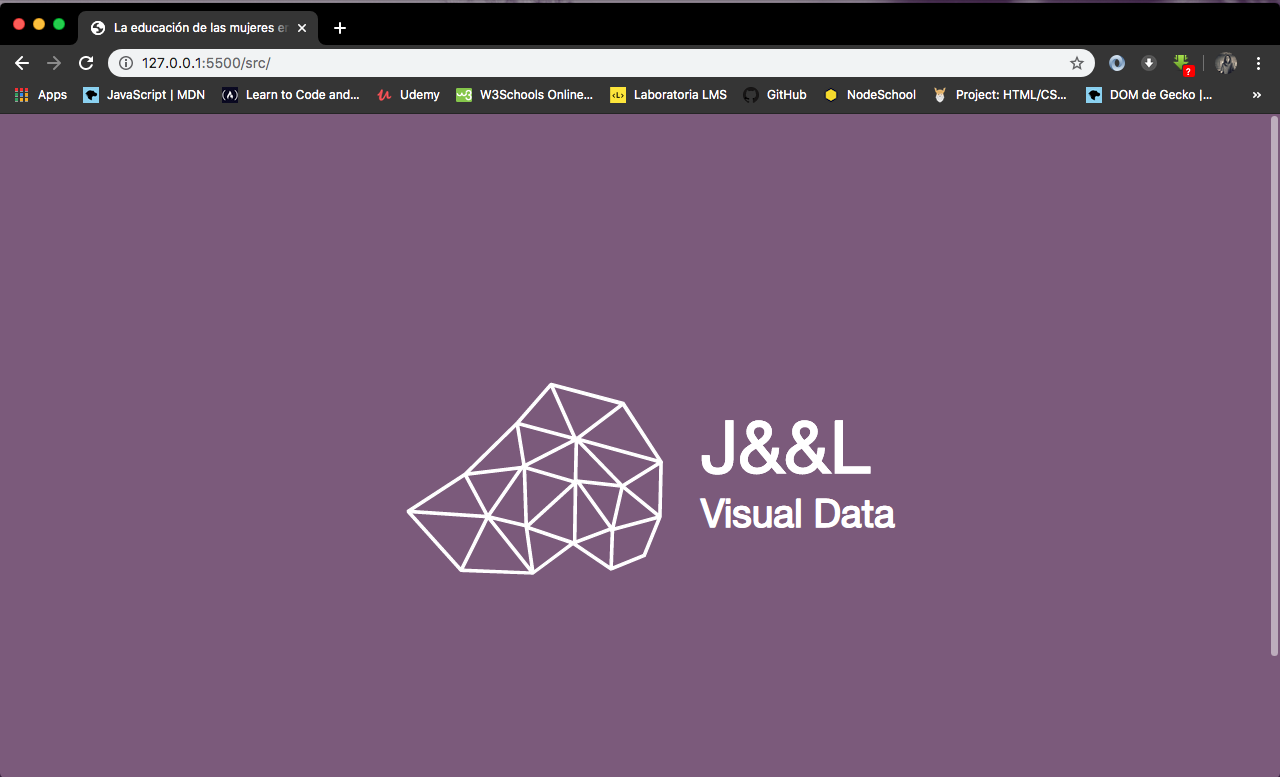 La educación de las mujeres en
127.0.0.1:5500/src/
Apps JavaScript | MDN Learn to Code and... Udemy W3Schools Online... Laboratoria LMS GitHub NodeSchool Project: HTML/CS... DOM de Gecko |... »
J&&L
Visual Data